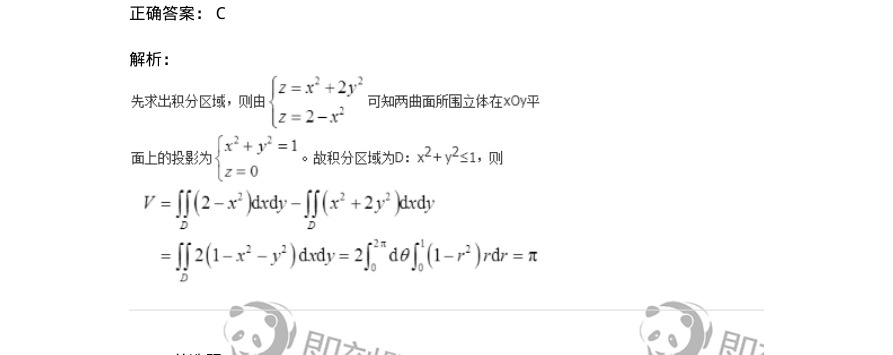 正确答案： C
解析：
先求出积分区域，则由 { z = x² + 2y² z = 2 − x² 可知两曲面所围立体在xOy平
面上的投影为 { x² + y² = 1 z = 0 。故积分区域为D：x²+ y²≤1，则
V = ∬_D (2 − x²)dxdy − ∬_D (x² + 2y²)dxdy
= ∬_D 2(1 − x² − y²)dxdy = 2∫₀^{2π} dθ∫₀¹ (1 − r²)rdr = π